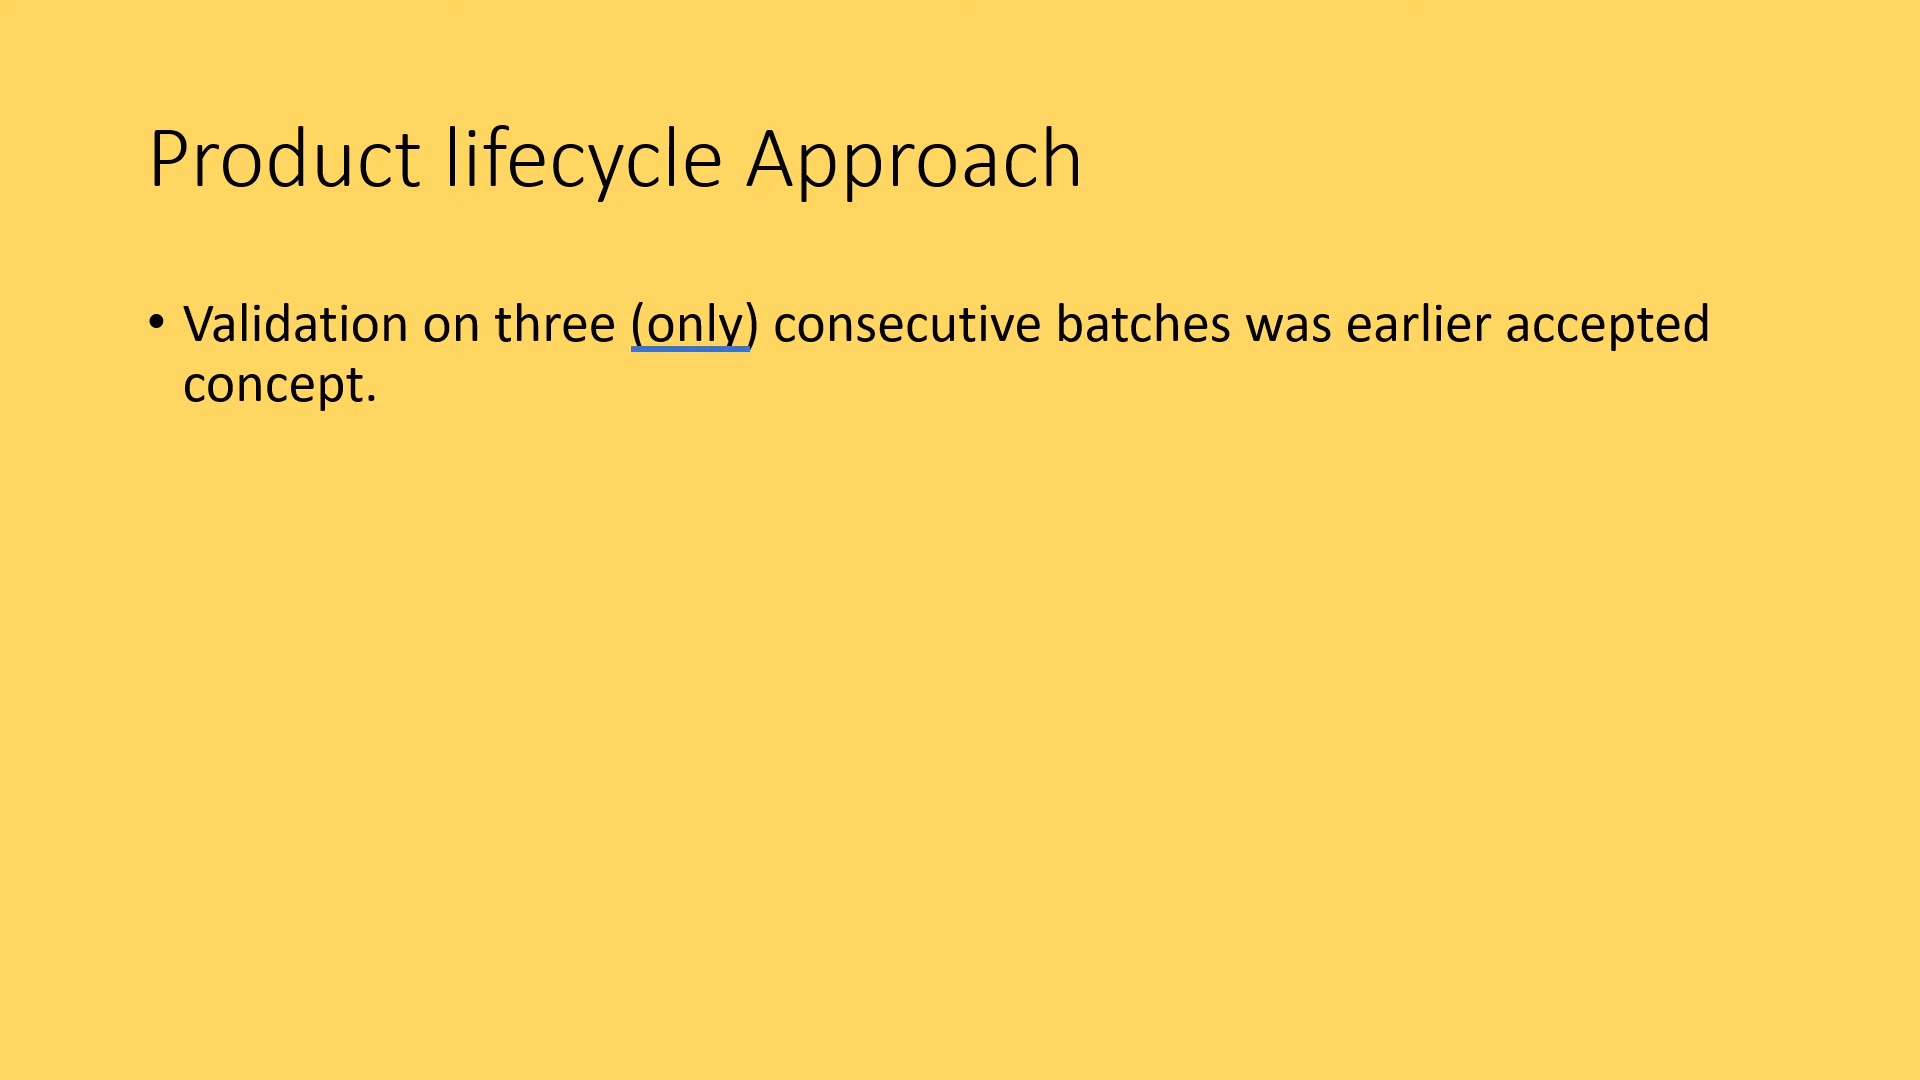 Product lifecycle Approach
• Validation on three (only) consecutive batches was earlier accepted
concept.